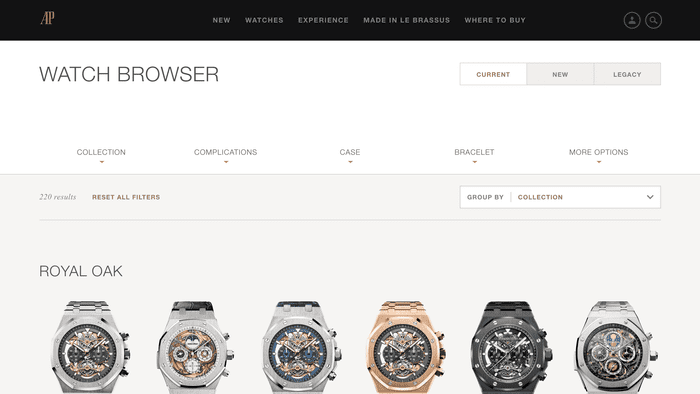 AP
NEW WATCHES EXPERIENCE MADE IN LE BRASSUS WHERE TO BUY
WATCH BROWSER
CURRENT NEW LEGACY
COLLECTION COMPLICATIONS CASE BRACELET MORE OPTIONS
220 results RESET ALL FILTERS
GROUP BY COLLECTION
ROYAL OAK